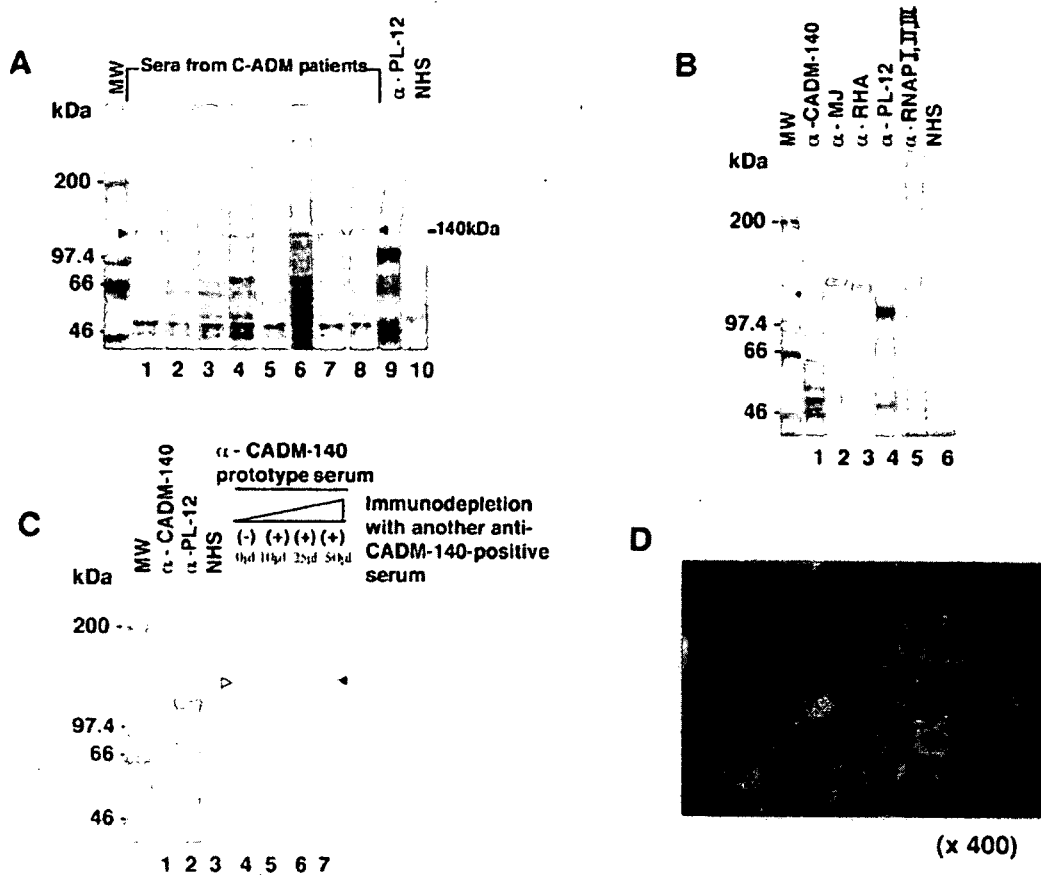 A
MW
Sera from C-ADM patients
α - PL-12
NHS
kDa
200
97.4
66
46
140kDa
1 2 3 4 5 6 7 8 9 10
B
MW
α -CADM-140
α - MJ
α - RHA
α - PL-12
α - RNAP I, II, III
NHS
kDa
200
97.4
66
46
1 2 3 4 5 6
C
MW
α - CADM-140
α -PL-12
NHS
α - CADM-140
prototype serum
(-) (+) (+) (+)
0μl 10μl 25μl 50μl
Immunodepletion
with another anti-
CADM-140-positive
serum
kDa
200
97.4
66
46
1 2 3 4 5 6 7
D
(x 400)